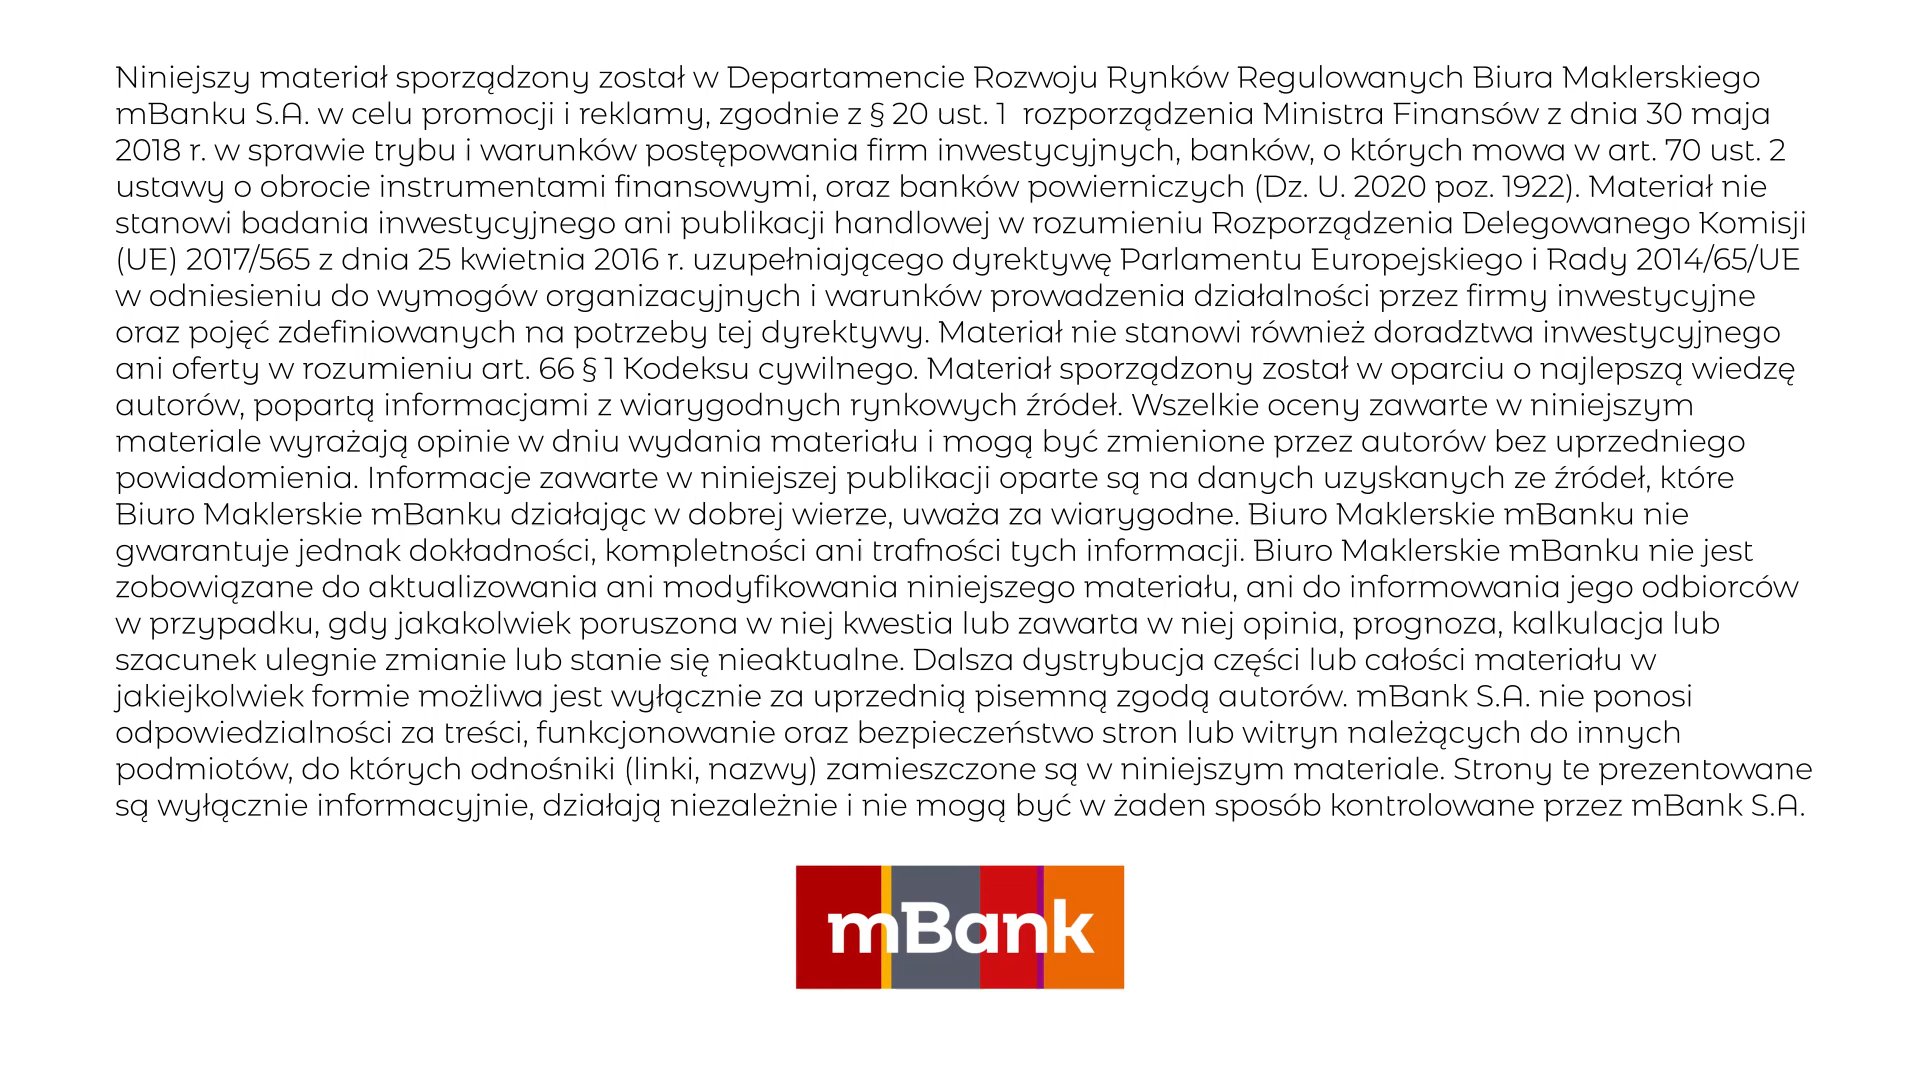 Niniejszy materiał sporządzony został w Departamencie Rozwoju Rynków Regulowanych Biura Maklerskiego
mBanku S.A. w celu promocji i reklamy, zgodnie z § 20 ust. 1 rozporządzenia Ministra Finansów z dnia 30 maja
2018 r. w sprawie trybu i warunków postępowania firm inwestycyjnych, banków, o których mowa w art. 70 ust. 2
ustawy o obrocie instrumentami finansowymi, oraz banków powierniczych (Dz. U. 2020 poz. 1922). Materiał nie
stanowi badania inwestycyjnego ani publikacji handlowej w rozumieniu Rozporządzenia Delegowanego Komisji
(UE) 2017/565 z dnia 25 kwietnia 2016 r. uzupełniającego dyrektywę Parlamentu Europejskiego i Rady 2014/65/UE
w odniesieniu do wymogów organizacyjnych i warunków prowadzenia działalności przez firmy inwestycyjne
oraz pojęć zdefiniowanych na potrzeby tej dyrektywy. Materiał nie stanowi również doradztwa inwestycyjnego
ani oferty w rozumieniu art. 66 § 1 Kodeksu cywilnego. Materiał sporządzony został w oparciu o najlepszą wiedzę
autorów, popartą informacjami z wiarygodnych rynkowych źródeł. Wszelkie oceny zawarte w niniejszym
materiale wyrażają opinie w dniu wydania materiału i mogą być zmienione przez autorów bez uprzedniego
powiadomienia. Informacje zawarte w niniejszej publikacji oparte są na danych uzyskanych ze źródeł, które
Biuro Maklerskie mBanku działając w dobrej wierze, uważa za wiarygodne. Biuro Maklerskie mBanku nie
gwarantuje jednak dokładności, kompletności ani trafności tych informacji. Biuro Maklerskie mBanku nie jest
zobowiązane do aktualizowania ani modyfikowania niniejszego materiału, ani do informowania jego odbiorców
w przypadku, gdy jakakolwiek poruszona w niej kwestia lub zawarta w niej opinia, prognoza, kalkulacja lub
szacunek ulegnie zmianie lub stanie się nieaktualne. Dalsza dystrybucja części lub całości materiału w
jakiejkolwiek formie możliwa jest wyłącznie za uprzednią pisemną zgodą autorów. mBank S.A. nie ponosi
odpowiedzialności za treści, funkcjonowanie oraz bezpieczeństwo stron lub witryn należących do innych
podmiotów, do których odnośniki (linki, nazwy) zamieszczone są w niniejszym materiale. Strony te prezentowane
są wyłącznie informacyjnie, działają niezależnie i nie mogą być w żaden sposób kontrolowane przez mBank S.A.
mBank